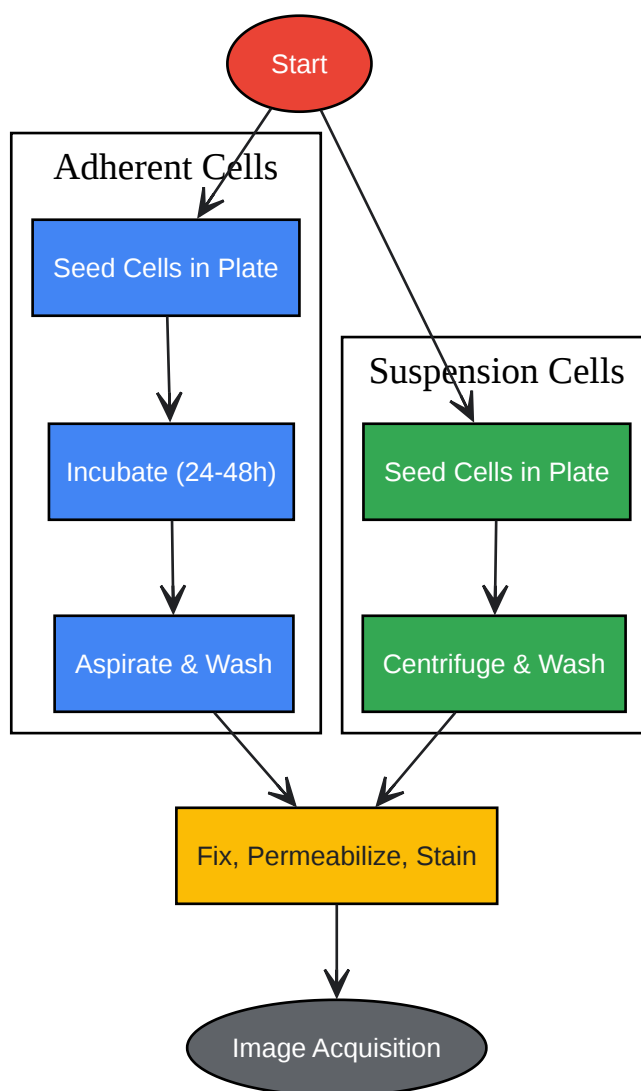 Start
Adherent Cells
Seed Cells in Plate
Incubate (24-48h)
Aspirate & Wash
Suspension Cells
Seed Cells in Plate
Centrifuge & Wash
Fix, Permeabilize, Stain
Image Acquisition